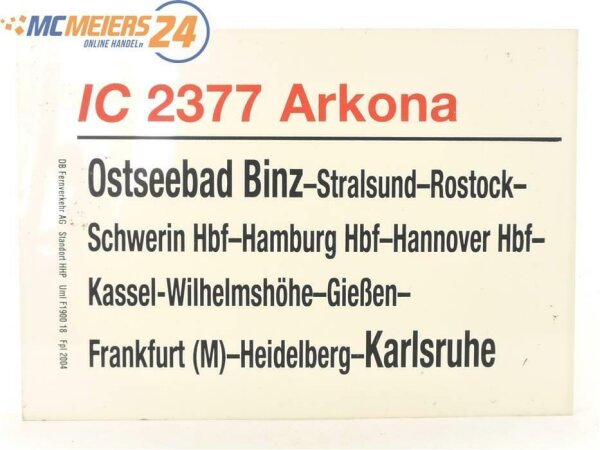 MCMEIERS 24
ONLINE HANDEL
IC 2377 Arkona
Ostseebad Binz–Stralsund–Rostock–
Schwerin Hbf–Hamburg Hbf–Hannover Hbf–
Kassel-Wilhelmshöhe–Gießen–
Frankfurt (M)–Heidelberg–Karlsruhe
DB Fernverkehr AG Standort HHP Uml F1900 18 Fpl 2004